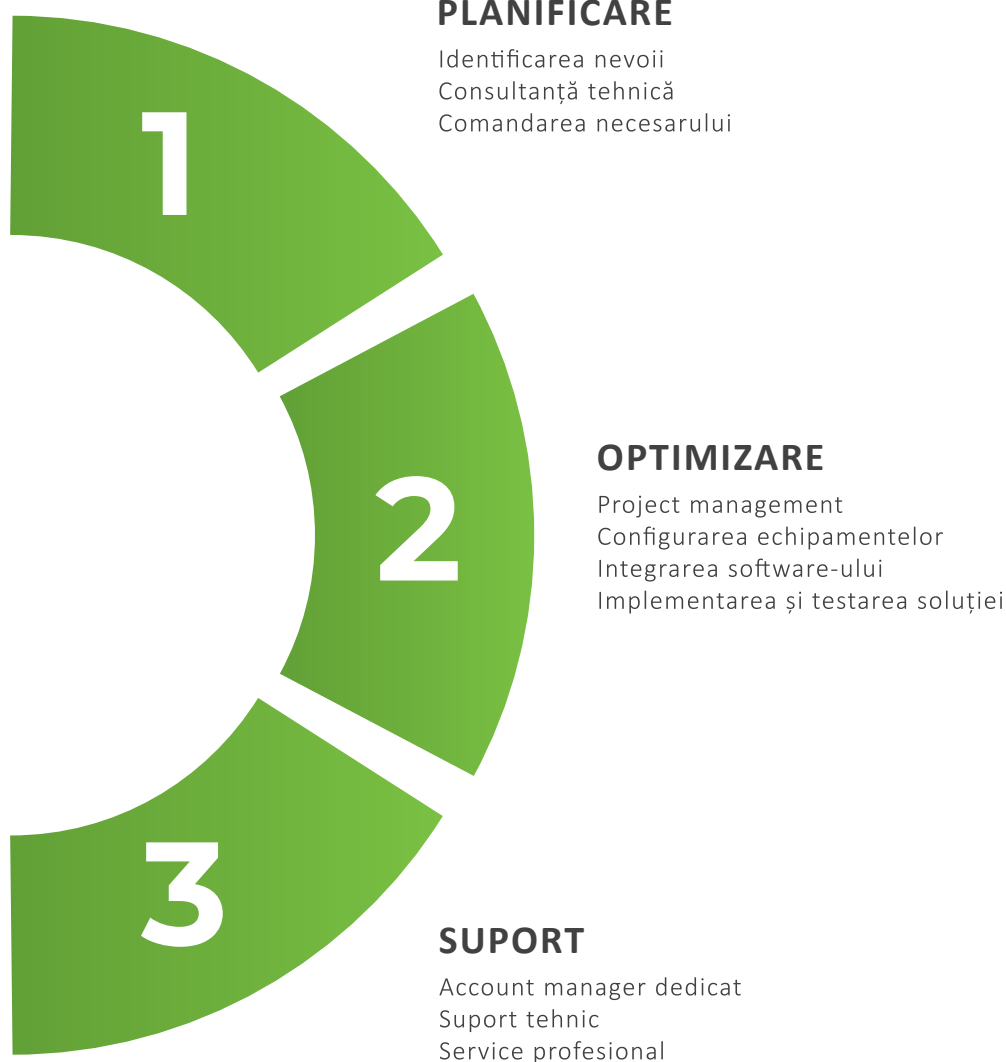 PLANIFICARE
Identificarea nevoii
Consultanță tehnică
Comandarea necesarului
1
OPTIMIZARE
Project management
Configurarea echipamentelor
Integrarea software-ului
Implementarea și testarea soluției
2
SUPORT
Account manager dedicat
Suport tehnic
Service profesional
3